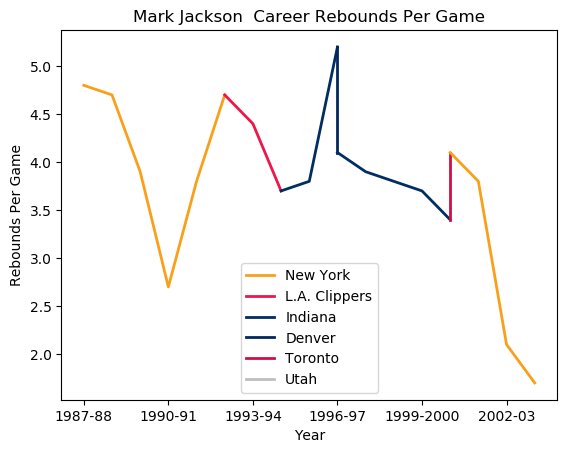 Mark Jackson  Career Rebounds Per Game
Rebounds Per Game
5.0
4.5
4.0
3.5
3.0
2.5
2.0
New York
L.A. Clippers
Indiana
Denver
Toronto
Utah
1987-88 1990-91 1993-94 1996-97 1999-2000 2002-03
Year